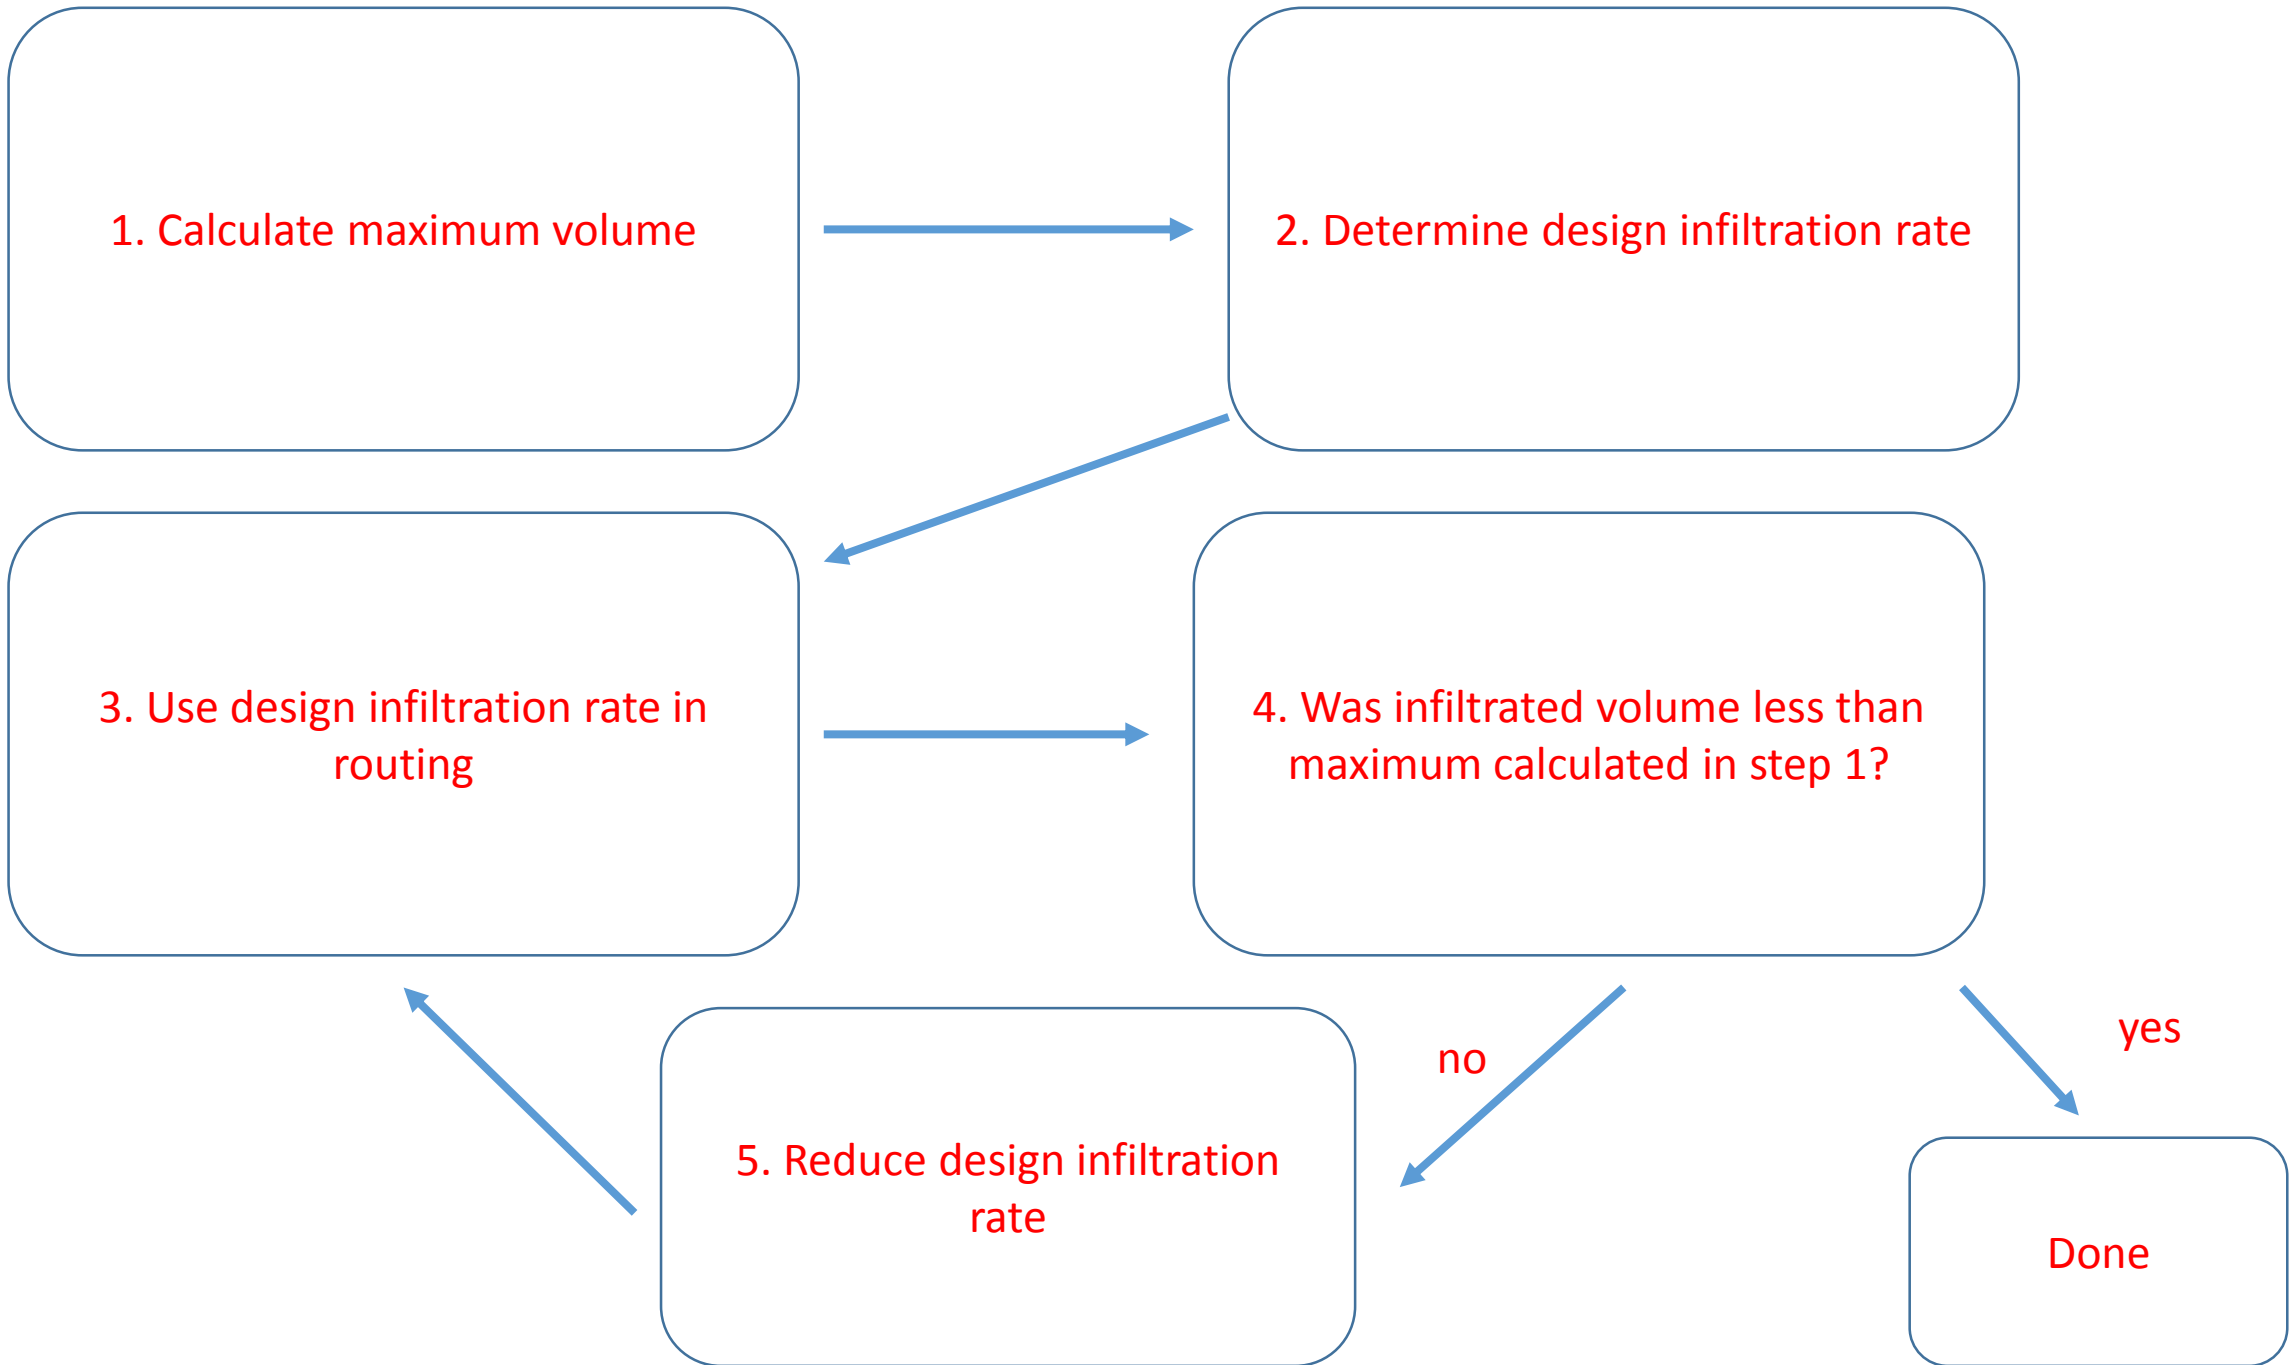 1. Calculate maximum volume
2. Determine design infiltration rate
3. Use design infiltration rate in
routing
4. Was infiltrated volume less than
maximum calculated in step 1?
no
yes
5. Reduce design infiltration
rate
Done